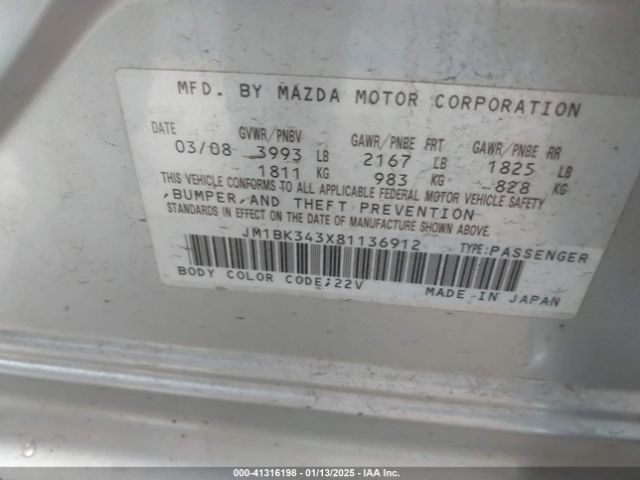 MFD. BY MAZDA MOTOR CORPORATION
DATE GVWR/PNBV GAWR/PNBE FRT GAWR/PNBE RR
03/08 3993 LB 2167 LB 1825 LB
1811 KG 983 KG 828 KG
THIS VEHICLE CONFORMS TO ALL APPLICABLE FEDERAL MOTOR VEHICLE SAFETY
,BUMPER,AND THEFT PREVENTION
STANDARDS IN EFFECT ON THE DATE OF MANUFACTURE SHOWN ABOVE.
JM1BK343X81136912 TYPE:PASSENGER
BODY COLOR CODE;22V MADE IN JAPAN
000-41316198 - 01/13/2025 - IAA Inc.